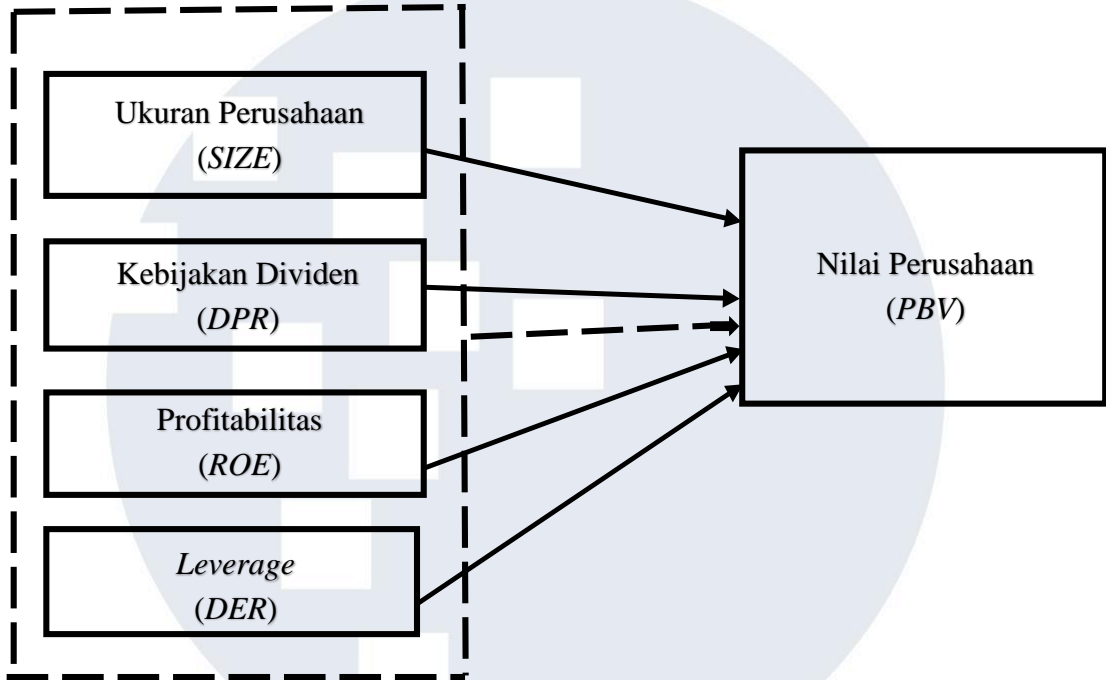 Ukuran Perusahaan
(SIZE)
Kebijakan Dividen
(DPR)
Profitabilitas
(ROE)
Leverage
(DER)
Nilai Perusahaan
(PBV)